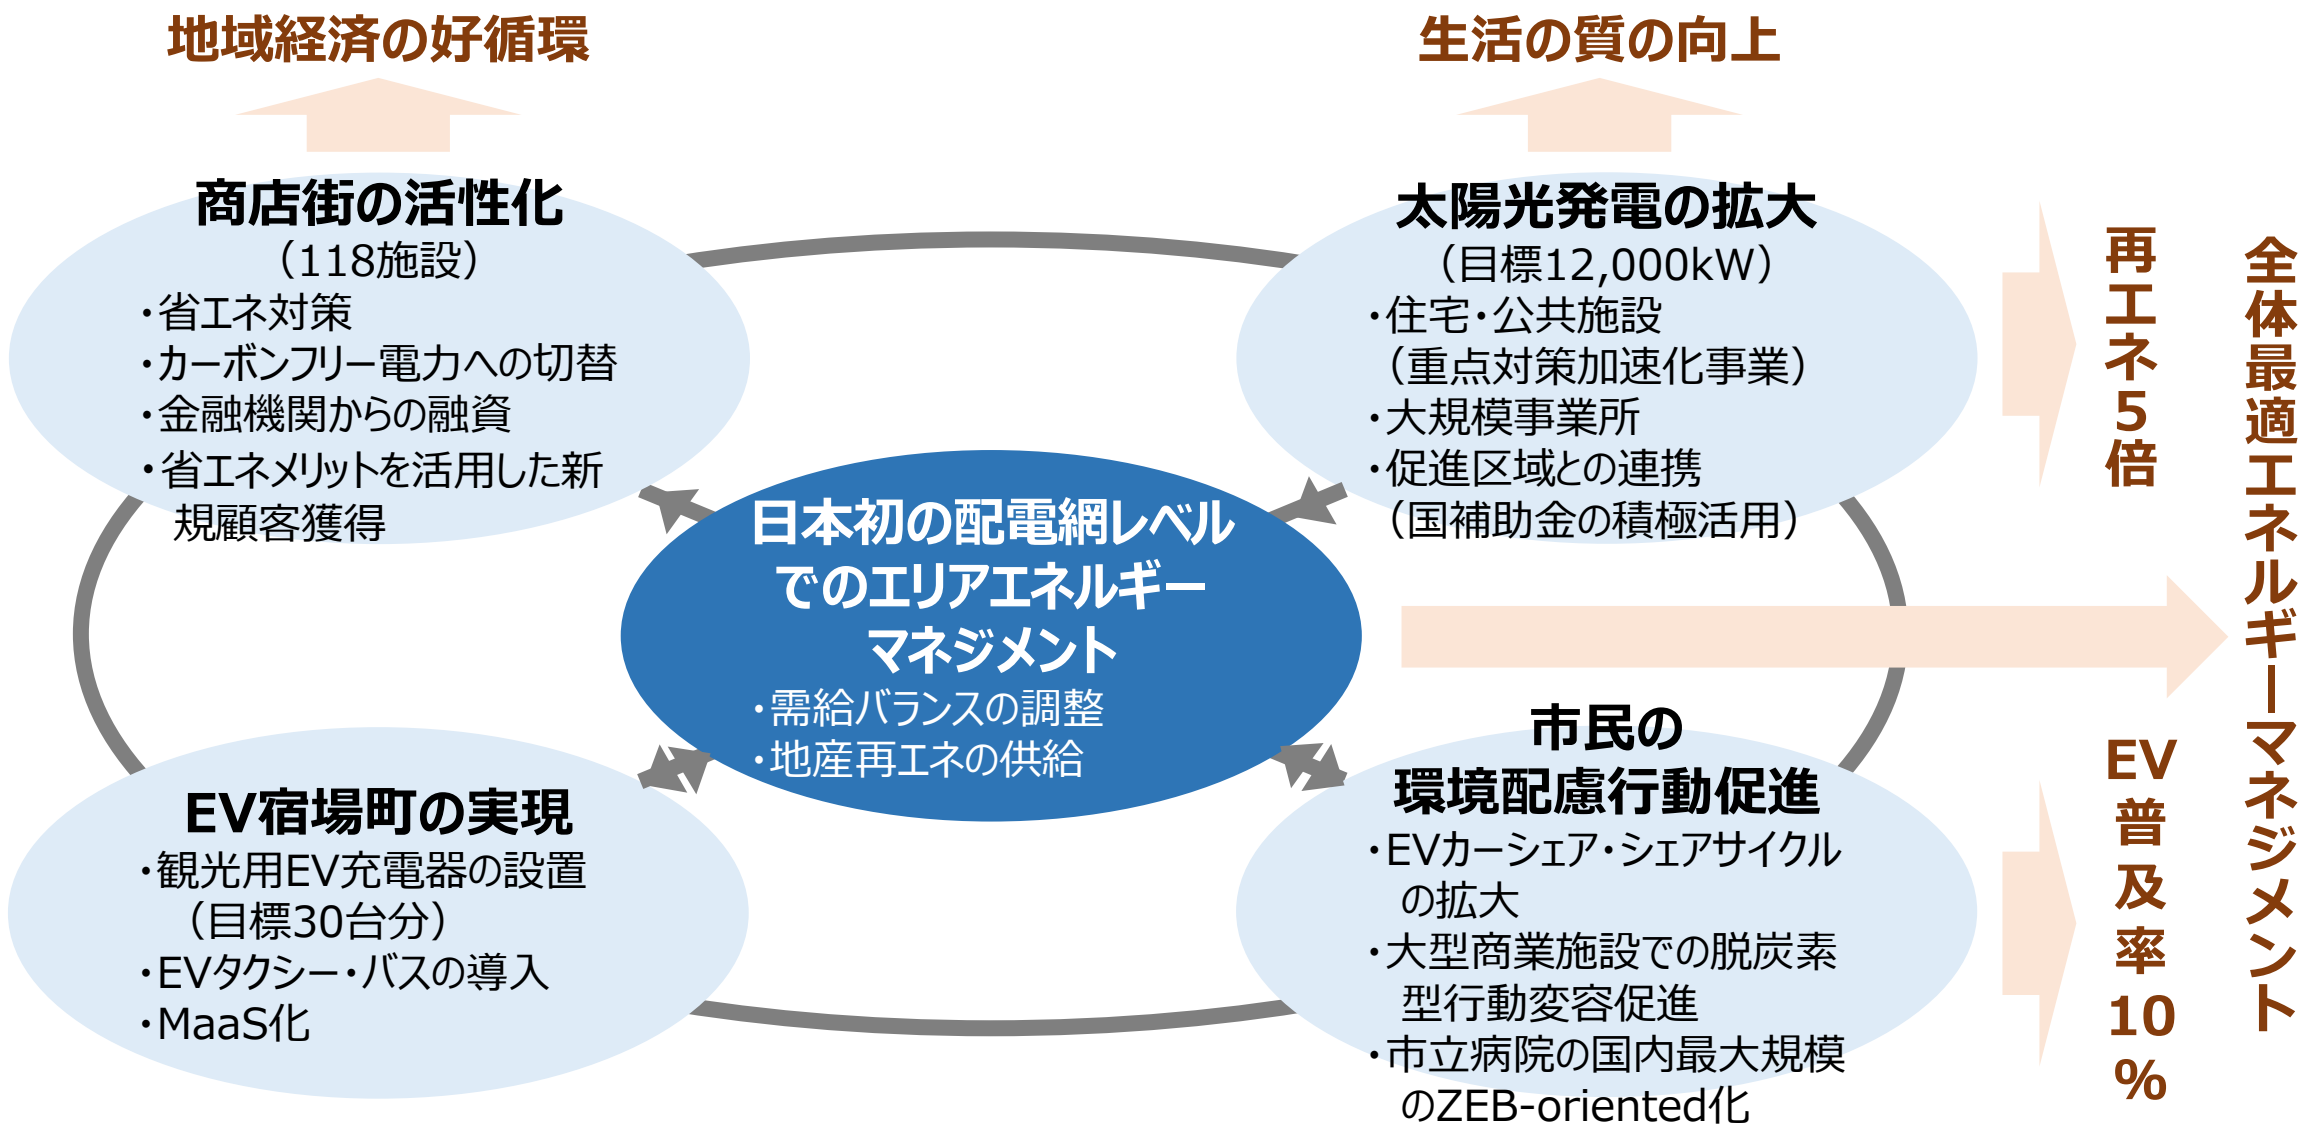 地域経済の好循環
生活の質の向上
商店街の活性化
（118施設）
・省エネ対策
・カーボンフリー電力への切替
・金融機関からの融資
・省エネメリットを活用した新
規顧客獲得
太陽光発電の拡大
（目標12,000kW）
・住宅・公共施設
（重点対策加速化事業）
・大規模事業所
・促進区域との連携
（国補助金の積極活用）
再エネ5倍
全体最適エネルギーマネジメント
日本初の配電網レベル
でのエリアエネルギー
マネジメント
・需給バランスの調整
・地産再エネの供給
EV宿場町の実現
・観光用EV充電器の設置
（目標30台分）
・EVタクシー・バスの導入
・MaaS化
市民の
環境配慮行動促進
・EVカーシェア・シェアサイクル
の拡大
・大型商業施設での脱炭素
型行動変容促進
・市立病院の国内最大規模
のZEB-oriented化
EV普及率10%